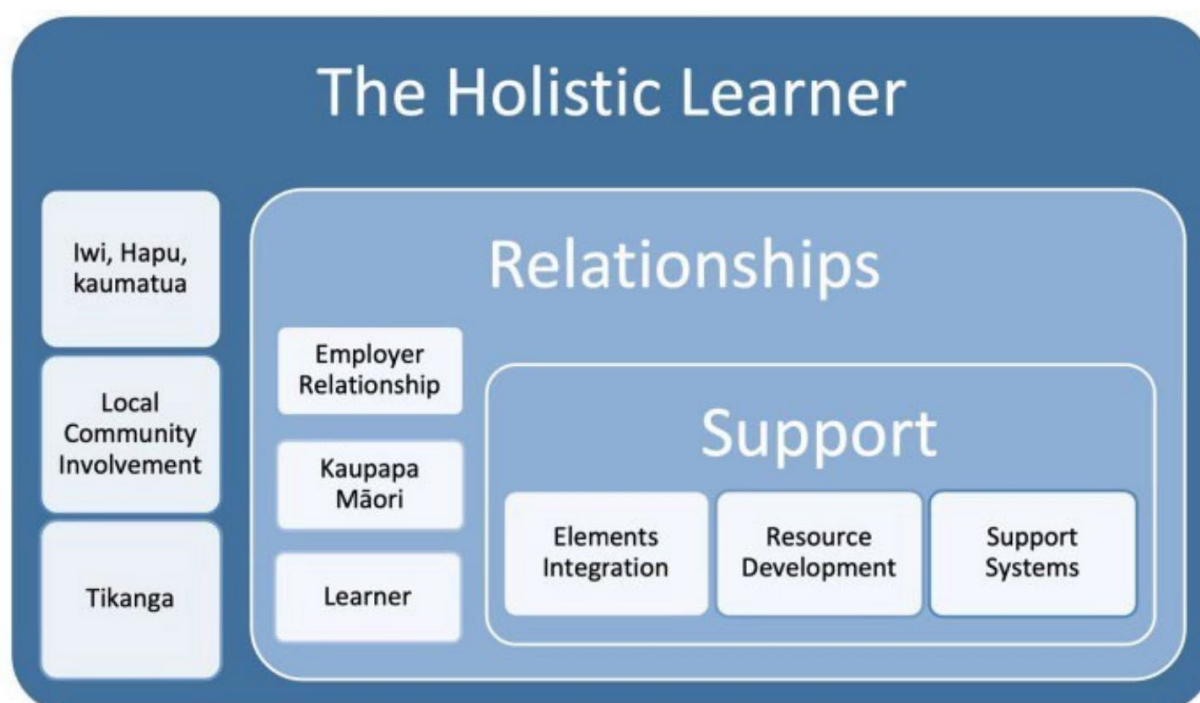 The Holistic Learner
Iwi, Hapu,
kaumatua
Local
Community
Involvement
Tikanga
Relationships
Employer
Relationship
Kaupapa
Māori
Learner
Support
Elements
Integration
Resource
Development
Support
Systems